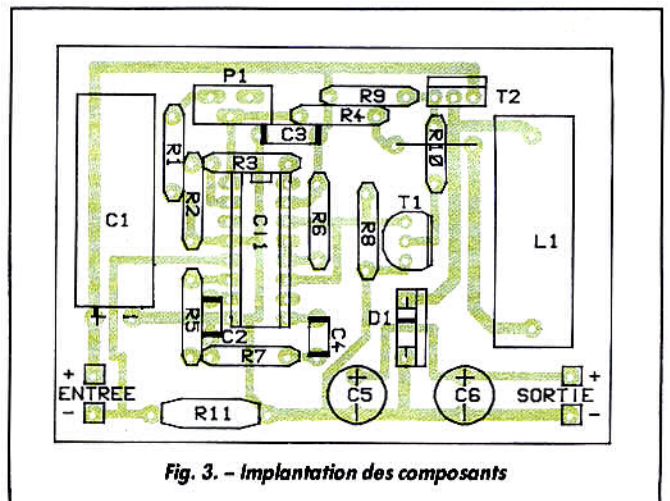 P1
R9
T2
R4
C3
R10
R1
R3
R2
CI1
R6
R8
T1
C1
L1
+ -
R5
C2
C4
D1
R7
+
ENTREE
-
R11
+
C5
-
+
C6
-
SORTIE
+
-
Fig. 3. – Implantation des composants